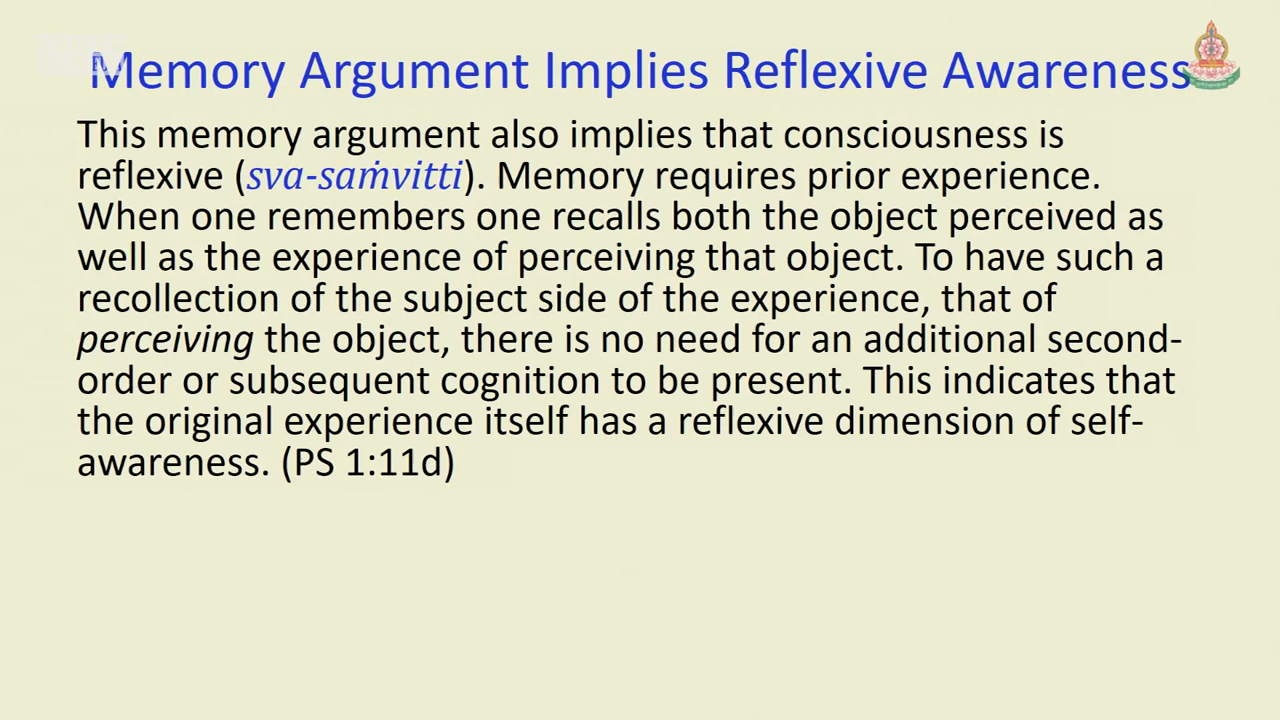 Memory Argument Implies Reflexive Awareness
This memory argument also implies that consciousness is
reflexive (sva-saṁvitti). Memory requires prior experience.
When one remembers one recalls both the object perceived as
well as the experience of perceiving that object. To have such a
recollection of the subject side of the experience, that of
perceiving the object, there is no need for an additional second-
order or subsequent cognition to be present. This indicates that
the original experience itself has a reflexive dimension of self-
awareness. (PS 1:11d)